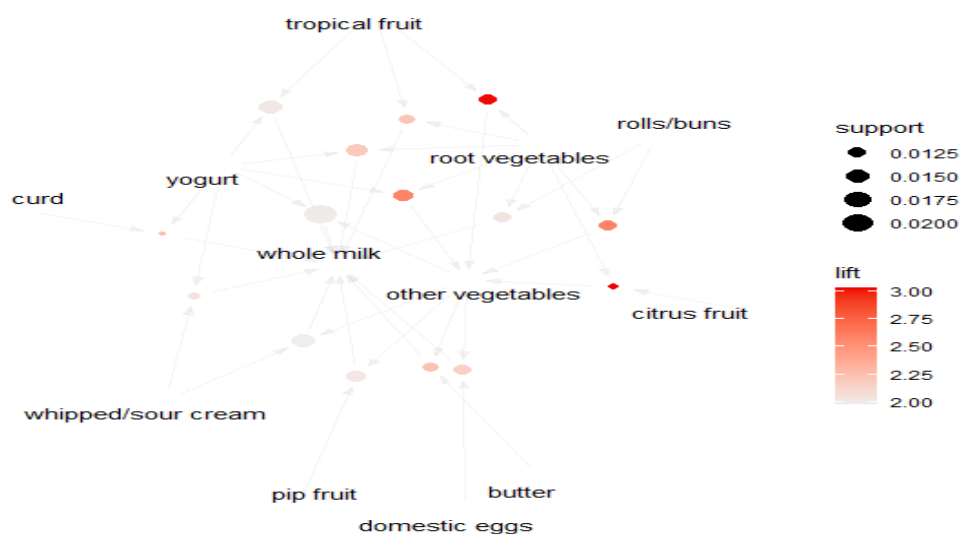 tropical fruit
rolls/buns
root vegetables
yogurt
curd
whole milk
other vegetables
citrus fruit
whipped/sour cream
pip fruit
butter
domestic eggs
support
0.0125
0.0150
0.0175
0.0200
lift
3.00
2.75
2.50
2.25
2.00